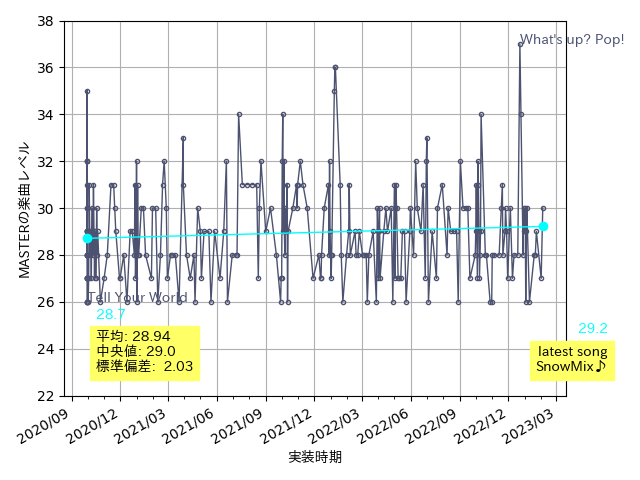 38
36
34
32
30
28
26
24
22
MASTERの楽曲レベル
What's up? Pop!
Tell Your World
28.7
平均: 28.94
中央値: 29.0
標準偏差: 2.03
29.2
latest song
SnowMix♪
2020/09
2020/12
2021/03
2021/06
2021/09
2021/12
2022/03
2022/06
2022/09
2022/12
2023/03
実装時期